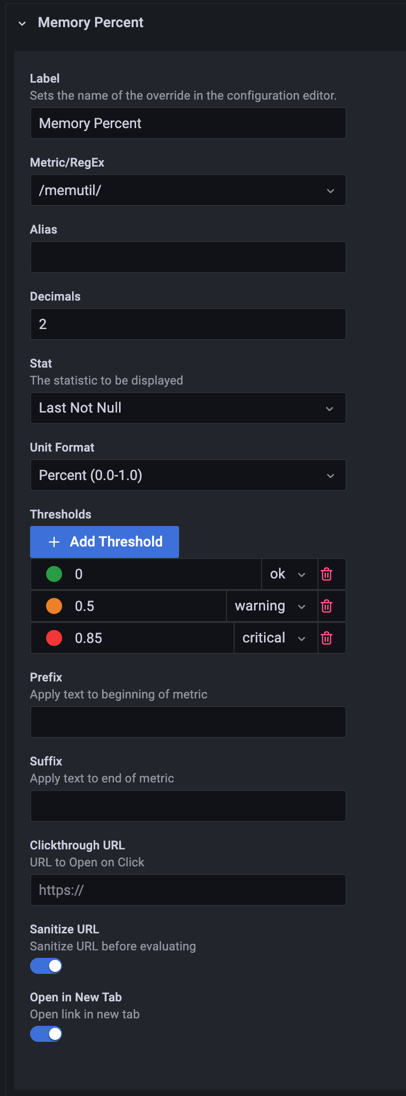 Memory Percent
Label
Sets the name of the override in the configuration editor.
Memory Percent
Metric/RegEx
/memutil/
Alias
Decimals
2
Stat
The statistic to be displayed
Last Not Null
Unit Format
Percent (0.0-1.0)
Thresholds
+ Add Threshold
0 ok
0.5 warning
0.85 critical
Prefix
Apply text to beginning of metric
Suffix
Apply text to end of metric
Clickthrough URL
URL to Open on Click
https://
Sanitize URL
Sanitize URL before evaluating
Open in New Tab
Open link in new tab